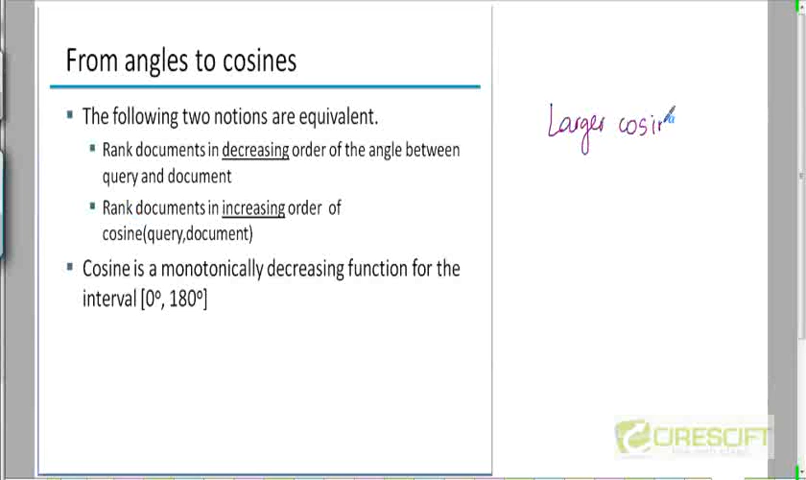 From angles to cosines
The following two notions are equivalent.
Rank documents in decreasing order of the angle between
query and document
Rank documents in increasing order of
cosine(query,document)
Cosine is a monotonically decreasing function for the
interval [0º, 180º]
Larger